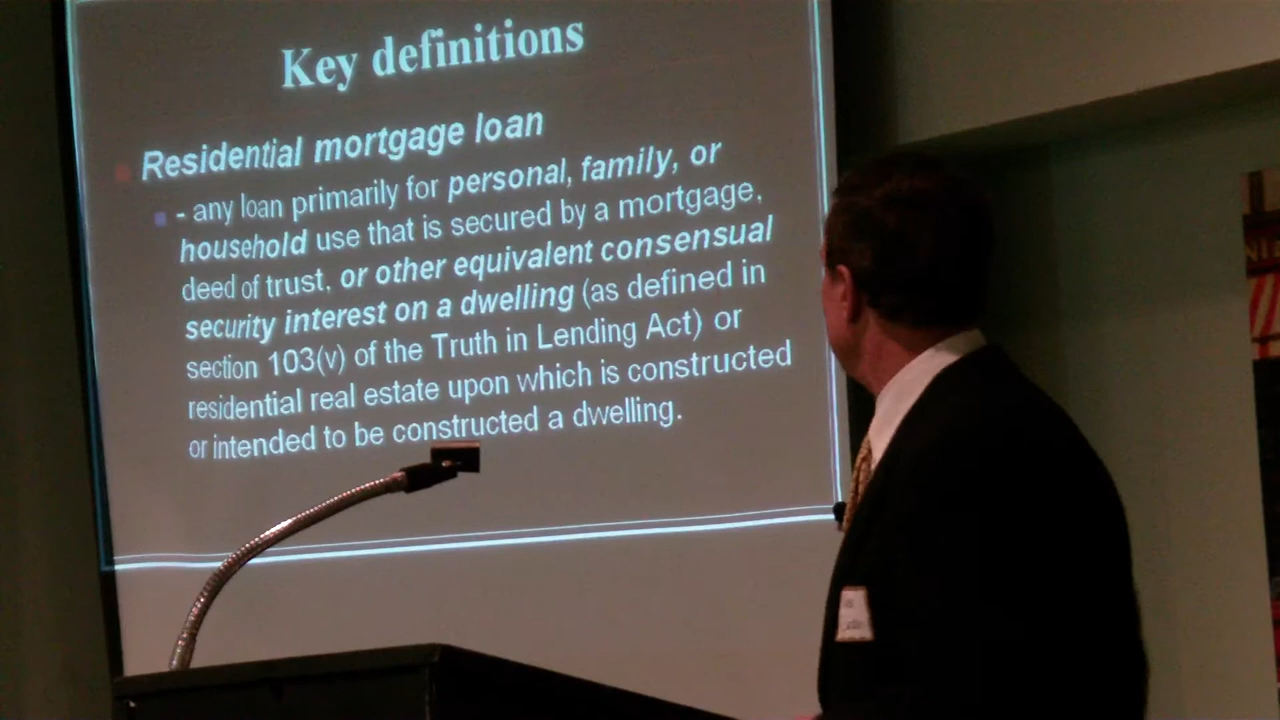 Key definitions
Residential mortgage loan
- any loan primarily for personal, family, or
household use that is secured by a mortgage,
deed of trust, or other equivalent consensual
security interest on a dwelling (as defined in
section 103(v) of the Truth in Lending Act) or
residential real estate upon which is constructed
or intended to be constructed a dwelling.